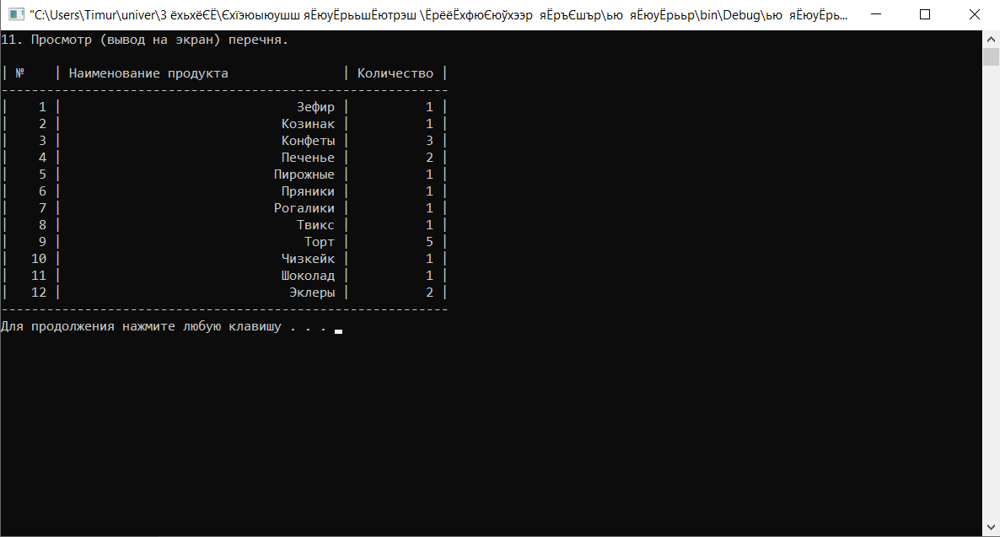 "C:\Users\Timur\univer\3 ёхьхёЄЁ\Єхїэюыюушш яЁюуЁрьшЁютрэш \ЁрёёЁхфюЄюўхээр  яЁръЄшър\ью  яЁюуЁрьр\bin\Debug\ью  яЁюуЁрь...
11. Просмотр (вывод на экран) перечня.
| № | Наименование продукта | Количество |
-----------------------------------------------------------
| 1 | Зефир | 1 |
| 2 | Козинак | 1 |
| 3 | Конфеты | 3 |
| 4 | Печенье | 2 |
| 5 | Пирожные | 1 |
| 6 | Пряники | 1 |
| 7 | Рогалики | 1 |
| 8 | Твикс | 1 |
| 9 | Торт | 5 |
| 10 | Чизкейк | 1 |
| 11 | Шоколад | 1 |
| 12 | Эклеры | 2 |
-----------------------------------------------------------
Для продолжения нажмите любую клавишу . . .